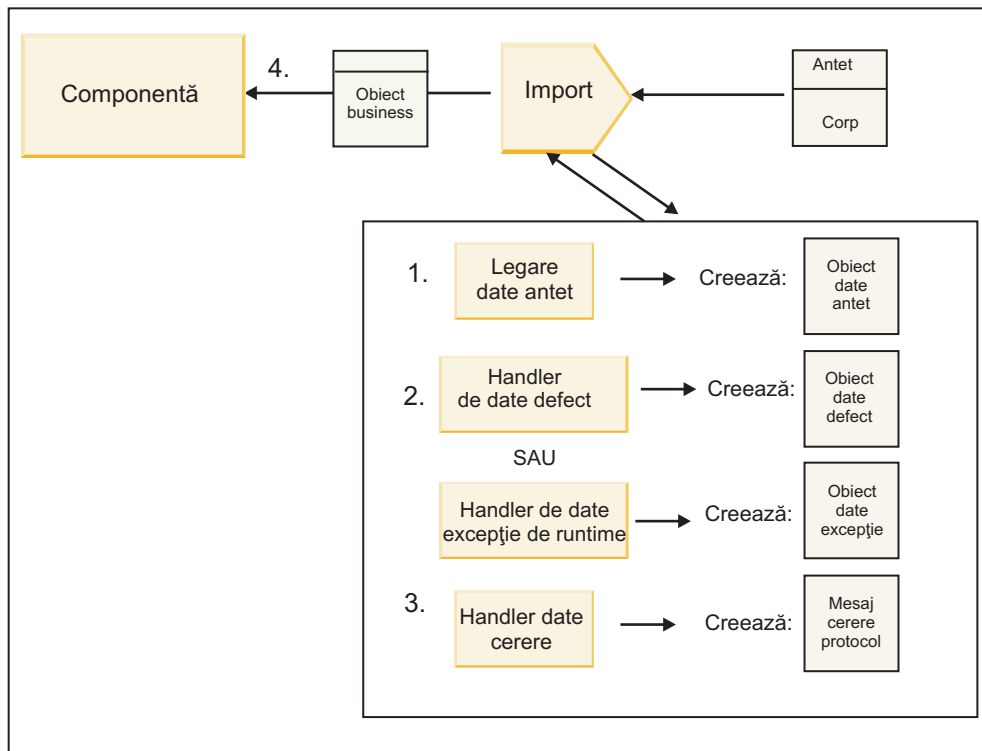 Componentă
4.
Obiect
business
Import
Antet
Corp
1.
Legare
date antet
Creează:
Obiect
date
antet
2.
Handler
de date defect
Creează:
Obiect
date
defect
SAU
Handler de date
excepţie de runtime
Creează:
Obiect
date
excepţie
3.
Handler date
cerere
Creează:
Mesaj
cerere
protocol